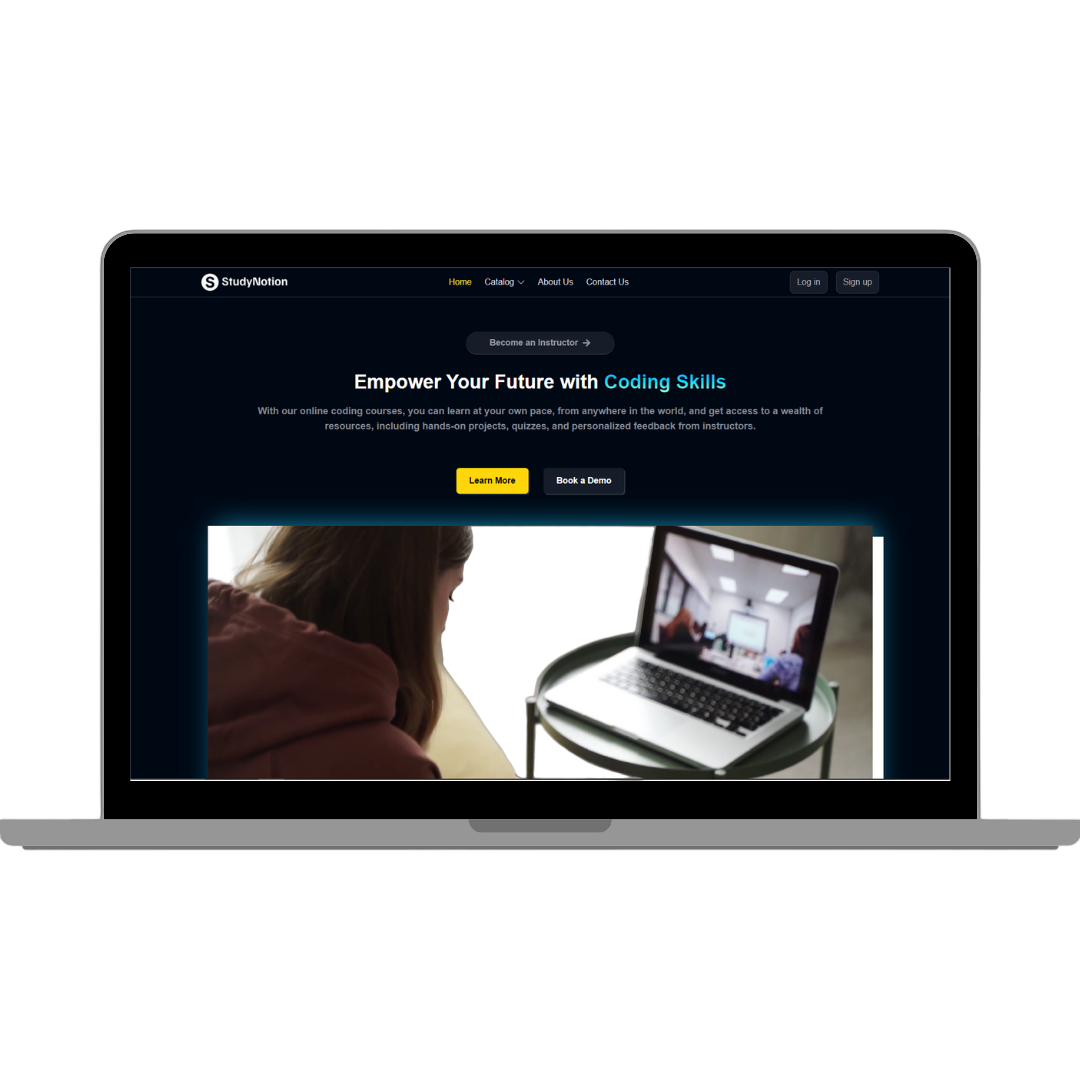 StudyNotion
Home Catalog About Us Contact Us
Log in Sign up
Become an Instructor →
Empower Your Future with Coding Skills
With our online coding courses, you can learn at your own pace, from anywhere in the world, and get access to a wealth of
resources, including hands-on projects, quizzes, and personalized feedback from instructors.
Learn More Book a Demo